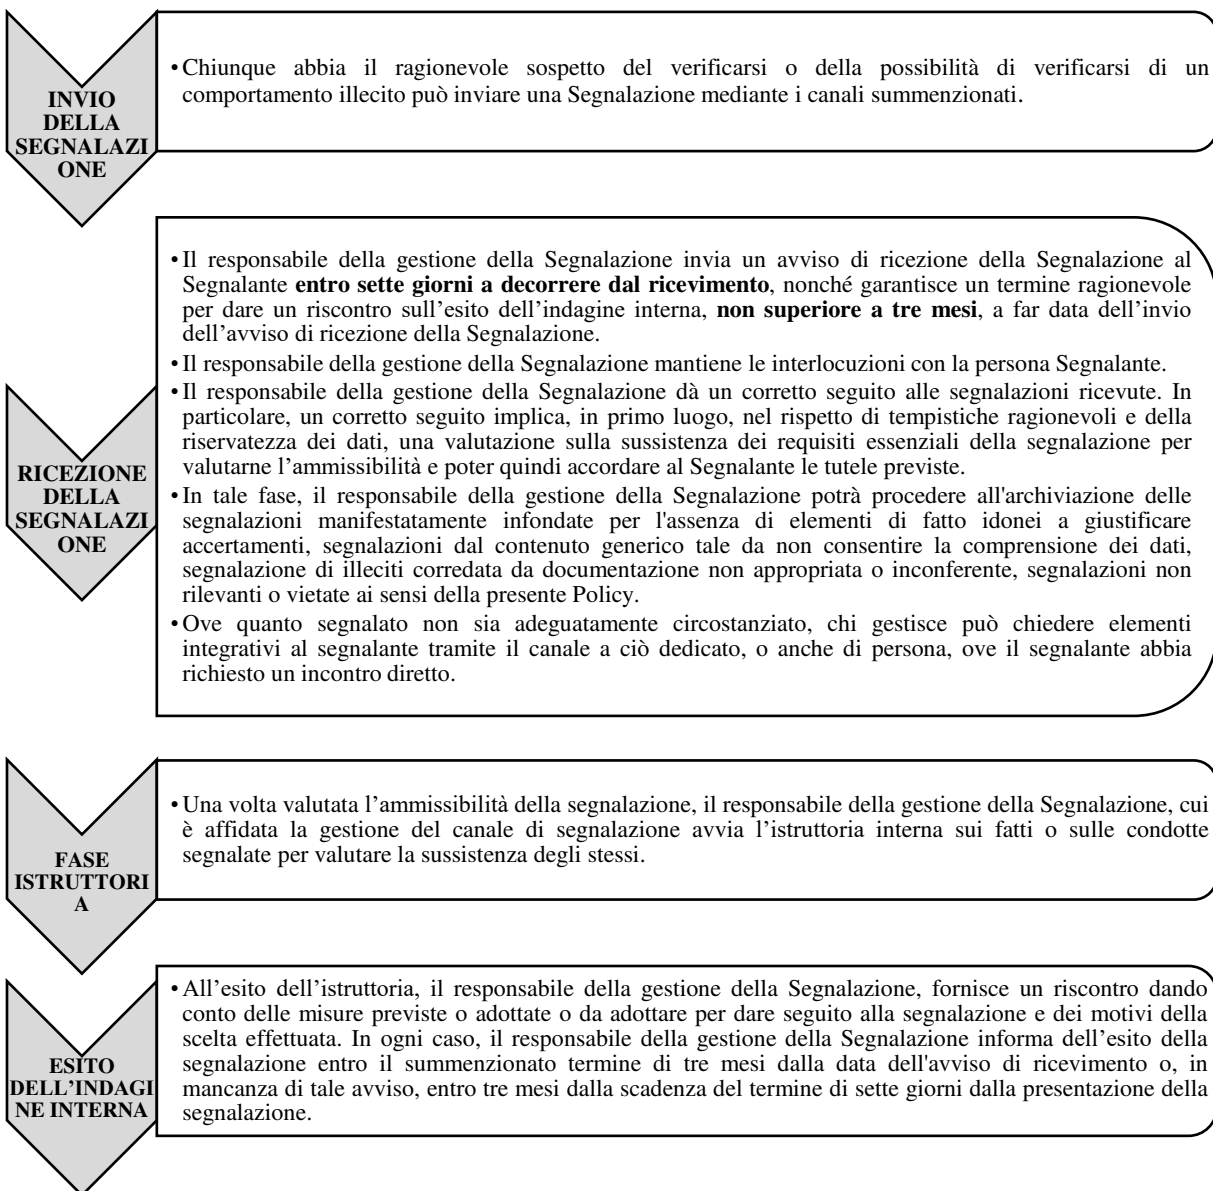 INVIO
DELLA
SEGNALAZI
ONE
•Chiunque abbia il ragionevole sospetto del verificarsi o della possibilità di verificarsi di un
comportamento illecito può inviare una Segnalazione mediante i canali summenzionati.
RICEZIONE
DELLA
SEGNALAZI
ONE
•Il responsabile della gestione della Segnalazione invia un avviso di ricezione della Segnalazione al
Segnalante entro sette giorni a decorrere dal ricevimento, nonché garantisce un termine ragionevole
per dare un riscontro sull’esito dell’indagine interna, non superiore a tre mesi, a far data dell’invio
dell’avviso di ricezione della Segnalazione.
•Il responsabile della gestione della Segnalazione mantiene le interlocuzioni con la persona Segnalante.
•Il responsabile della gestione della Segnalazione dà un corretto seguito alle segnalazioni ricevute. In
particolare, un corretto seguito implica, in primo luogo, nel rispetto di tempistiche ragionevoli e della
riservatezza dei dati, una valutazione sulla sussistenza dei requisiti essenziali della segnalazione per
valutarne l’ammissibilità e poter quindi accordare al Segnalante le tutele previste.
•In tale fase, il responsabile della gestione della Segnalazione potrà procedere all'archiviazione delle
segnalazioni manifestatamente infondate per l'assenza di elementi di fatto idonei a giustificare
accertamenti, segnalazioni dal contenuto generico tale da non consentire la comprensione dei dati,
segnalazione di illeciti corredata da documentazione non appropriata o inconferente, segnalazioni non
rilevanti o vietate ai sensi della presente Policy.
•Ove quanto segnalato non sia adeguatamente circostanziato, chi gestisce può chiedere elementi
integrativi al segnalante tramite il canale a ciò dedicato, o anche di persona, ove il segnalante abbia
richiesto un incontro diretto.
FASE
ISTRUTTORI
A
•Una volta valutata l’ammissibilità della segnalazione, il responsabile della gestione della Segnalazione, cui
è affidata la gestione del canale di segnalazione avvia l’istruttoria interna sui fatti o sulle condotte
segnalate per valutare la sussistenza degli stessi.
ESITO
DELL’INDAGI
NE INTERNA
•All’esito dell’istruttoria, il responsabile della gestione della Segnalazione, fornisce un riscontro dando
conto delle misure previste o adottate o da adottare per dare seguito alla segnalazione e dei motivi della
scelta effettuata. In ogni caso, il responsabile della gestione della Segnalazione informa dell’esito della
segnalazione entro il summenzionato termine di tre mesi dalla data dell'avviso di ricevimento o, in
mancanza di tale avviso, entro tre mesi dalla scadenza del termine di sette giorni dalla presentazione della
segnalazione.